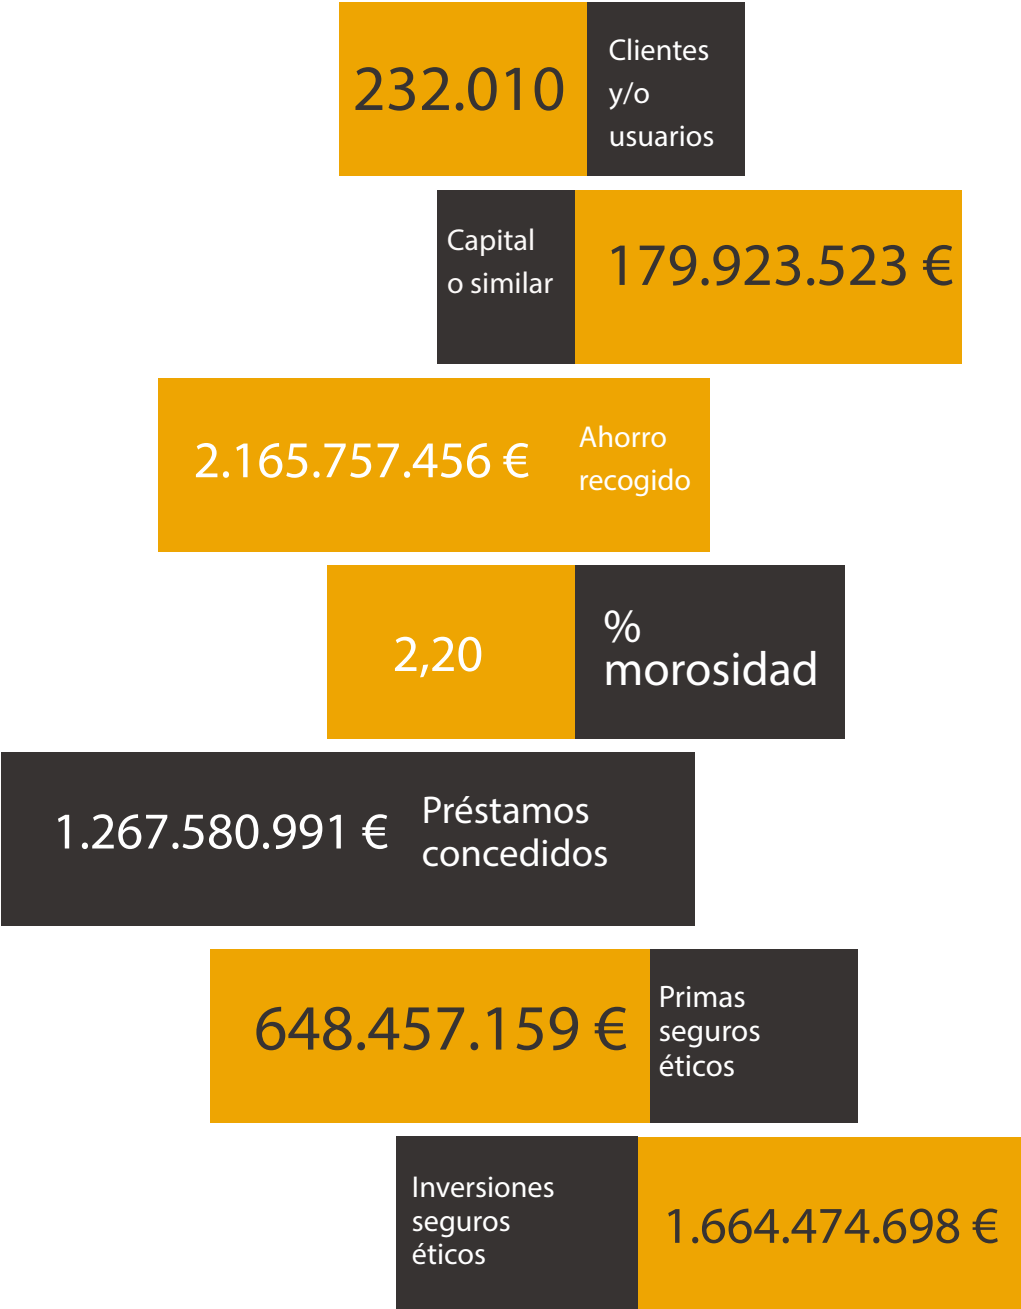 232.010
Clientes
y/o
usuarios
Capital
o similar
179.923.523 €
2.165.757.456 €
Ahorro
recogido
2,20
%
morosidad
1.267.580.991 €
Préstamos
concedidos
648.457.159 €
Primas
seguros
éticos
Inversiones
seguros
éticos
1.664.474.698 €